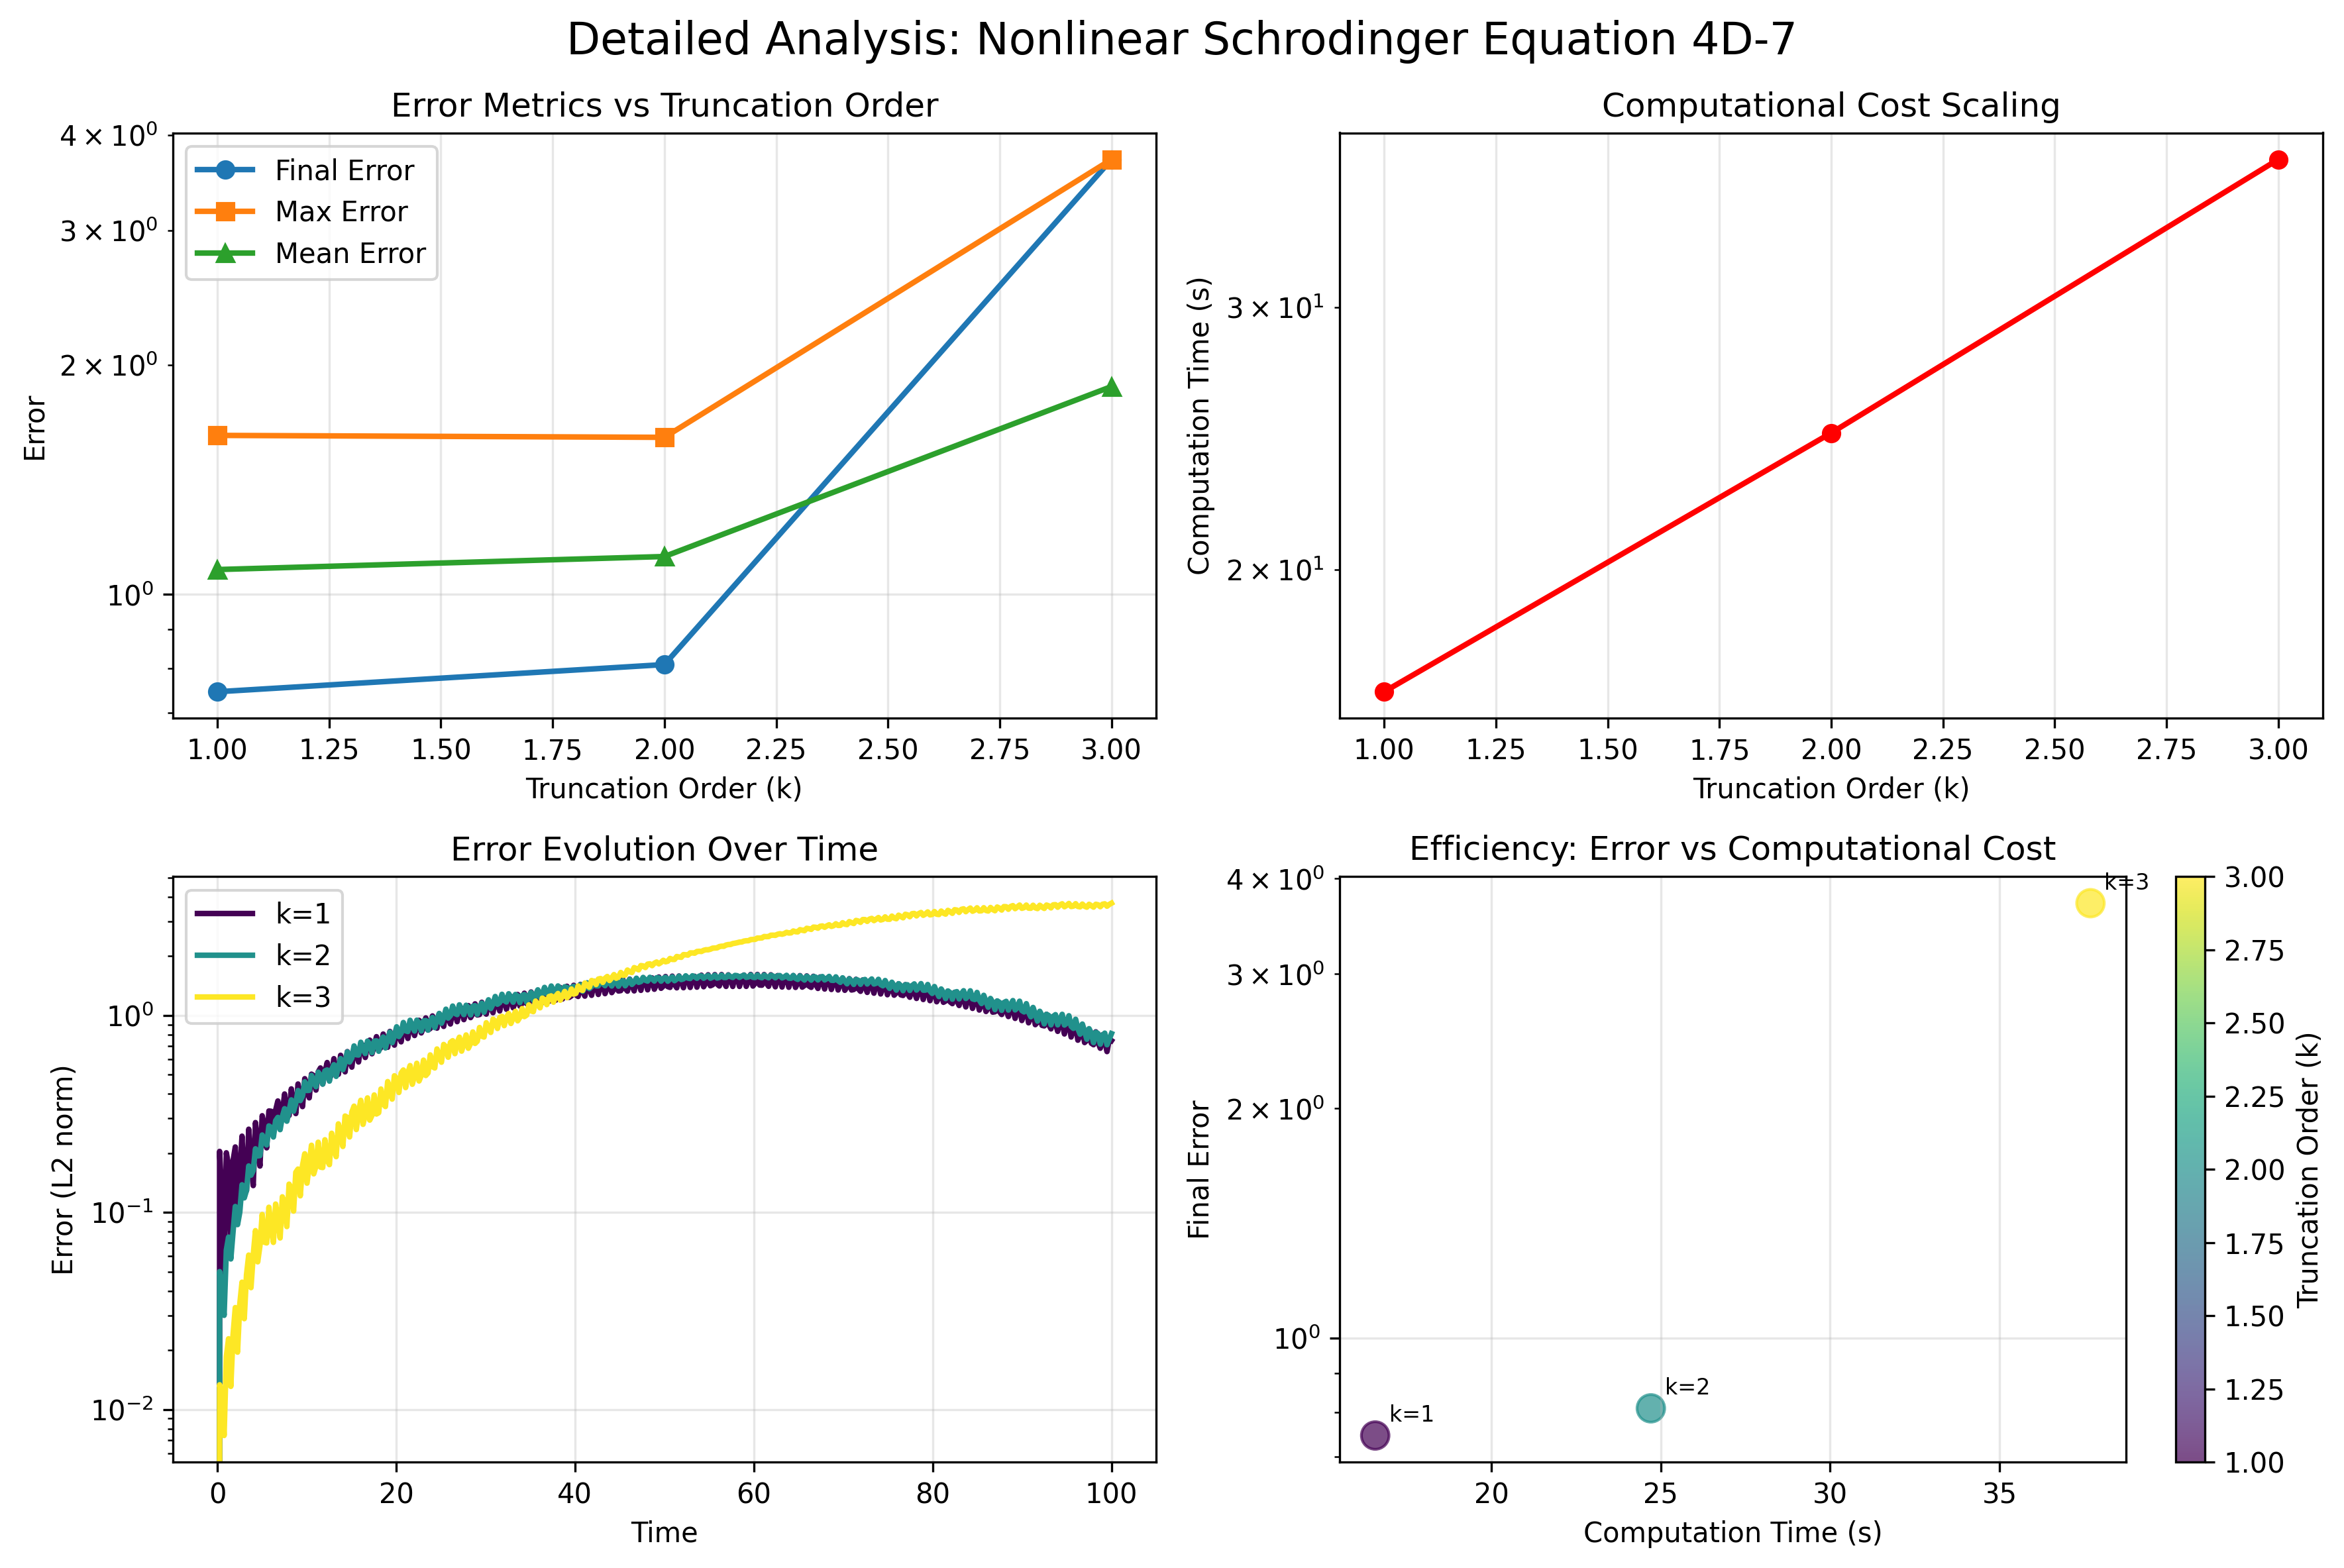 Detailed Analysis: Nonlinear Schrodinger Equation 4D-7
Error Metrics vs Truncation Order
4 × 10⁰
3 × 10⁰
2 × 10⁰
10⁰
Error
Final Error
Max Error
Mean Error
1.00 1.25 1.50 1.75 2.00 2.25 2.50 2.75 3.00
Truncation Order (k)
Computational Cost Scaling
3 × 10¹
2 × 10¹
Computation Time (s)
1.00 1.25 1.50 1.75 2.00 2.25 2.50 2.75 3.00
Truncation Order (k)
Error Evolution Over Time
k=1
k=2
k=3
10⁰
10⁻¹
10⁻²
Error (L2 norm)
0 20 40 60 80 100
Time
Efficiency: Error vs Computational Cost
4 × 10⁰
3 × 10⁰
2 × 10⁰
10⁰
Final Error
k=3
k=2
k=1
20 25 30 35
Computation Time (s)
3.00
2.75
2.50
2.25
2.00
1.75
1.50
1.25
1.00
Truncation Order (k)